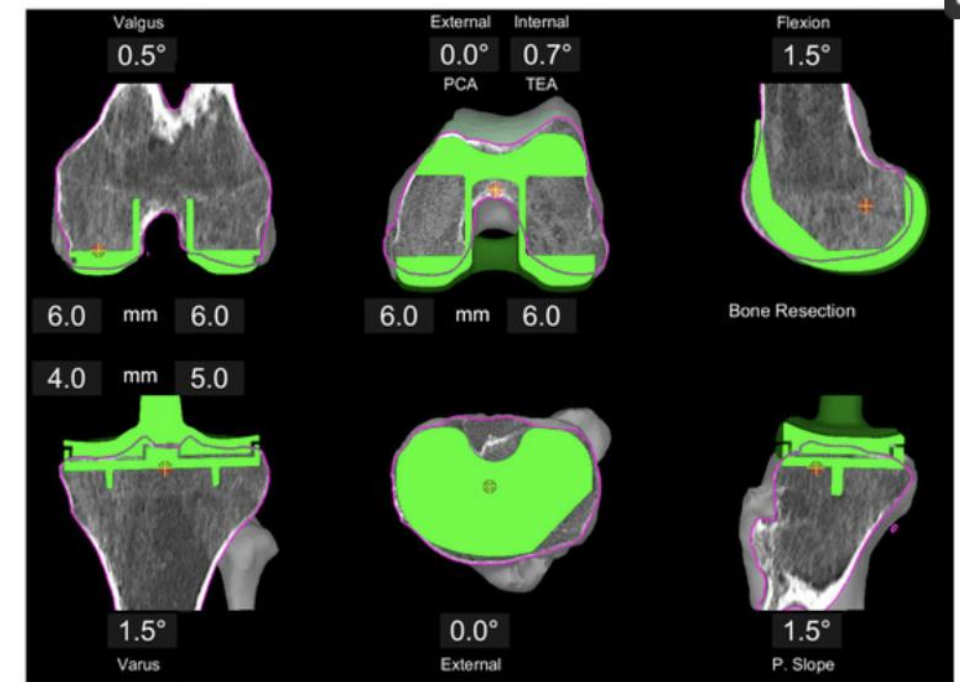 Valgus
0.5°
External Internal
0.0° 0.7°
PCA TEA
Flexion
1.5°
6.0 mm 6.0
6.0 mm 6.0
Bone Resection
4.0 mm 5.0
1.5°
Varus
0.0°
External
1.5°
P. Slope